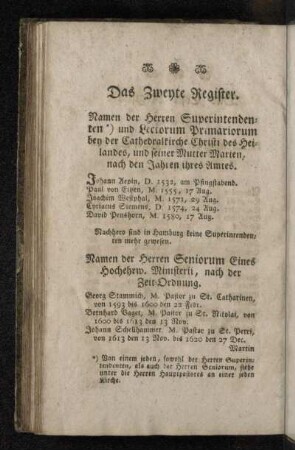 Das Zweyte Register.
Namen der Herren Superintenden-
ten *) und Lectorum Primariorum
bey der Cathedralkirche Christi des Hei-
landes, und seiner Mutter Marien,
nach den Jahren ihres Amtes.
Johann Aepin, D. 1532, um Pfingstabend.
Paul von Eitzen, M. 1555, 17 Aug.
Joachim Westphal, M. 1571, 29 Aug.
Cyriacus Simeny, D. 1574, 24 Aug.
David Penshorn, M. 1580, 17 Aug.
Nachhero sind in Hamburg keine Superintenden-
ten mehr gewesen.
Namen der Herren Seniorum Eines
Hochehrw. Ministerii, nach der
Zeit-Ordnung.
Georg Stammich, M. Pastor zu St. Catharinen,
von 1593 bis 1600 den 22 Febr.
Bernhard Vaget, M. Pastor zu St. Nicolai, von
1600 bis 1613 den 13 Nov.
Johann Schellhammer, M. Pastor zu St. Petri,
von 1613 den 13 Nov. bis 1620 den 27 Dec.
Martin
*) Von einem jeden, sowohl der Herren Superin-
tendenten, als auch der Herren Seniorum, siehe
unter die Herren Hauptpastores an einer jeden
Kirche.